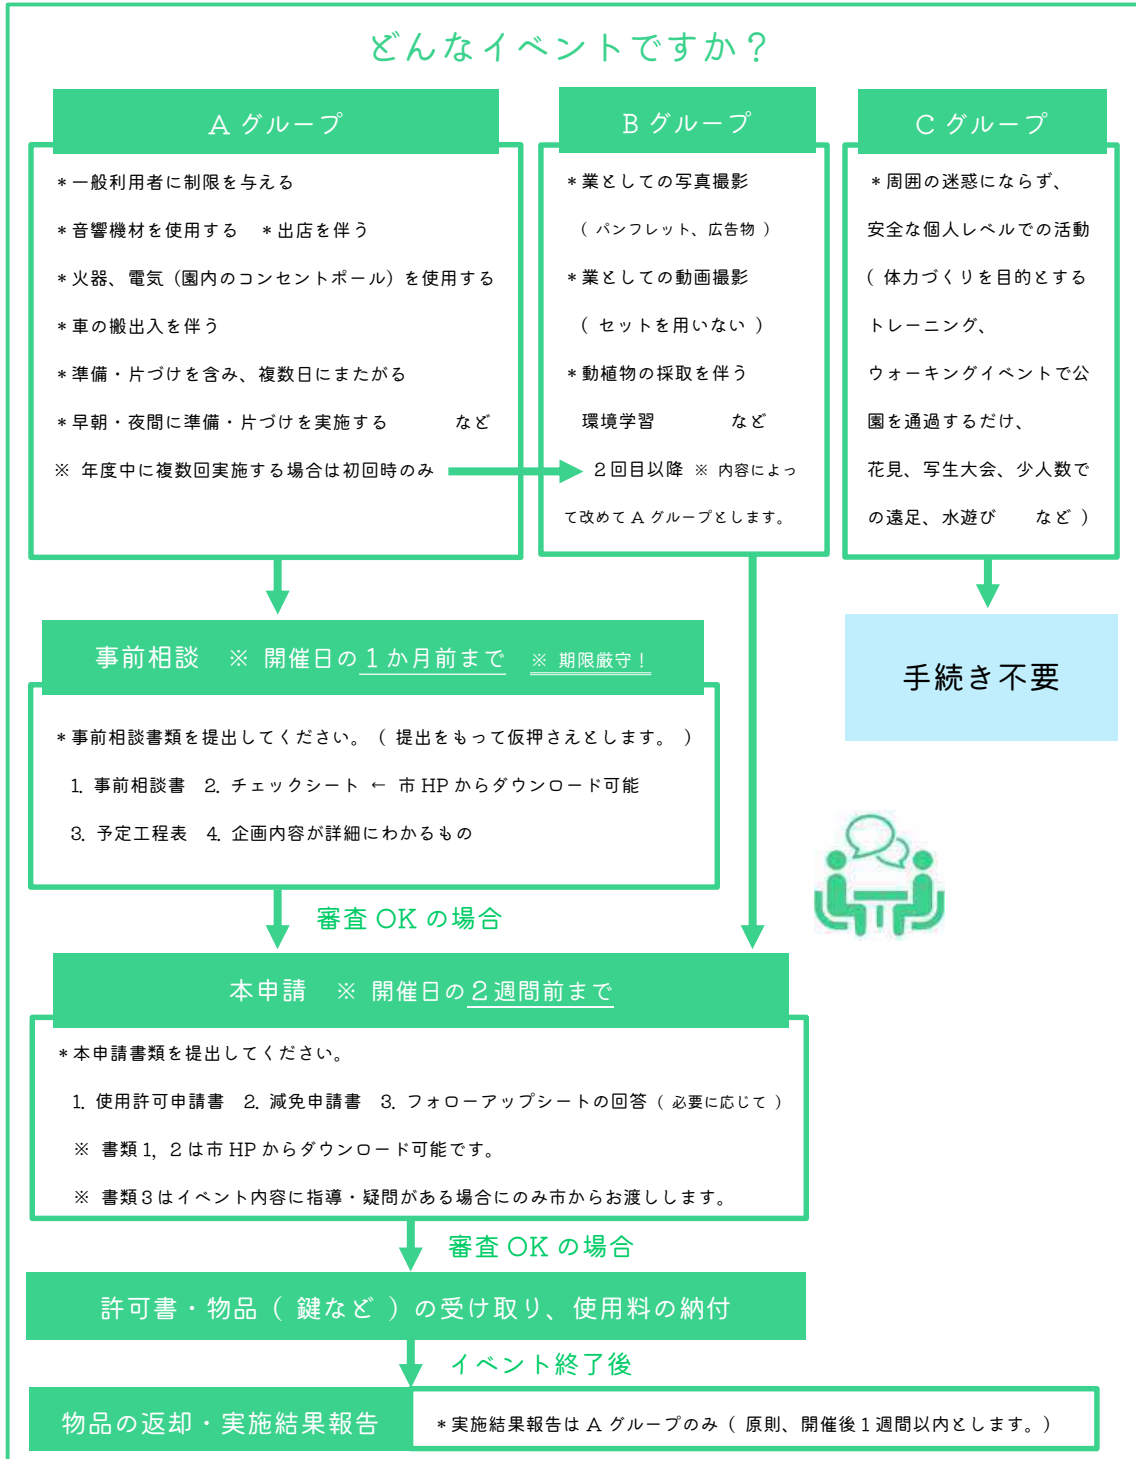 どんなイベントですか？
A グループ
＊一般利用者に制限を与える
＊音響機材を使用する　＊出店を伴う
＊火器、電気（園内のコンセントポール）を使用する
＊車の搬出入を伴う
＊準備・片づけを含み、複数日にまたがる
＊早朝・夜間に準備・片づけを実施する　　　など
※ 年度中に複数回実施する場合は初回時のみ
B グループ
＊業としての写真撮影
（ パンフレット、広告物 ）
＊業としての動画撮影
（ セットを用いない ）
＊動植物の採取を伴う
環境学習　　　など
２回目以降 ※ 内容によっ
て改めて A グループとします。
C グループ
＊周囲の迷惑にならず、
安全な個人レベルでの活動
（ 体力づくりを目的とする
トレーニング、
ウォーキングイベントで公
園を通過するだけ、
花見、写生大会、少人数で
の遠足、水遊び　　など ）
手続き不要
事前相談　※ 開催日の１か月前まで　※ 期限厳守！
＊事前相談書類を提出してください。（ 提出をもって仮押さえとします。 ）
1. 事前相談書　2. チェックシート ← 市 HP からダウンロード可能
3. 予定工程表　4. 企画内容が詳細にわかるもの
審査 OK の場合
本申請　※ 開催日の２週間前まで
＊本申請書類を提出してください。
1. 使用許可申請書　2. 減免申請書　3. フォローアップシートの回答（ 必要に応じて ）
※ 書類 1, ２は市 HP からダウンロード可能です。
※ 書類３はイベント内容に指導・疑問がある場合にのみ市からお渡しします。
審査 OK の場合
許可書・物品（ 鍵など ）の受け取り、使用料の納付
イベント終了後
物品の返却・実施結果報告
＊実施結果報告は A グループのみ（ 原則、開催後１週間以内とします。）